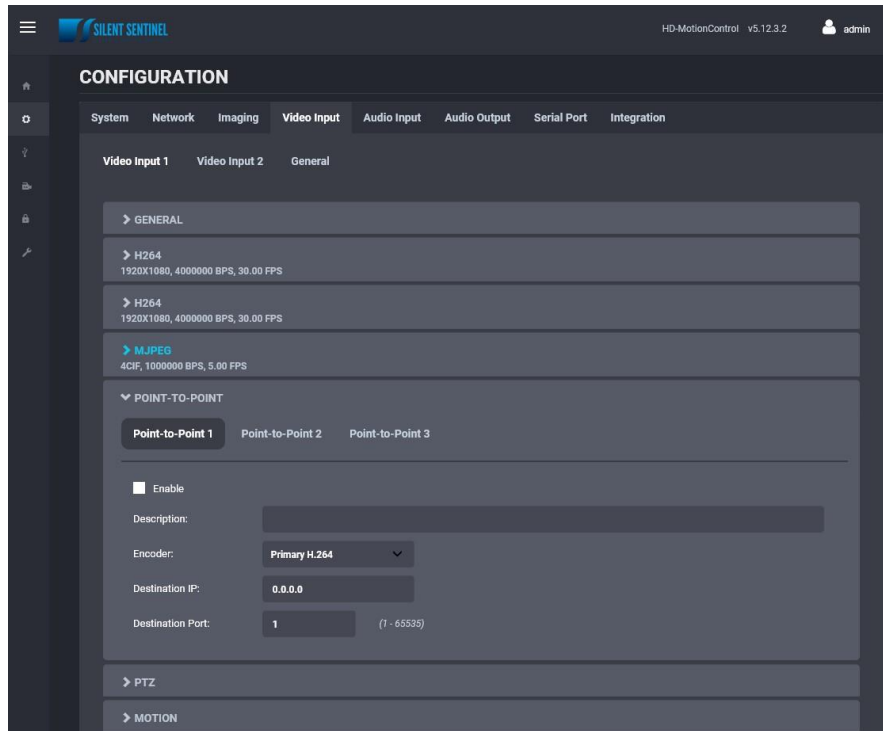 SILENT SENTINEL HD-MotionControl v5.12.3.2 admin
CONFIGURATION
System Network Imaging Video Input Audio Input Audio Output Serial Port Integration
Video Input 1 Video Input 2 General
GENERAL
H264
1920X1080, 4000000 BPS, 30.00 FPS
H264
1920X1080, 4000000 BPS, 30.00 FPS
MJPEG
4CIF, 1000000 BPS, 5.00 FPS
POINT-TO-POINT
Point-to-Point 1 Point-to-Point 2 Point-to-Point 3
Enable
Description:
Encoder: Primary H.264
Destination IP: 0.0.0.0
Destination Port: 1 (1 - 65535)
PTZ
MOTION